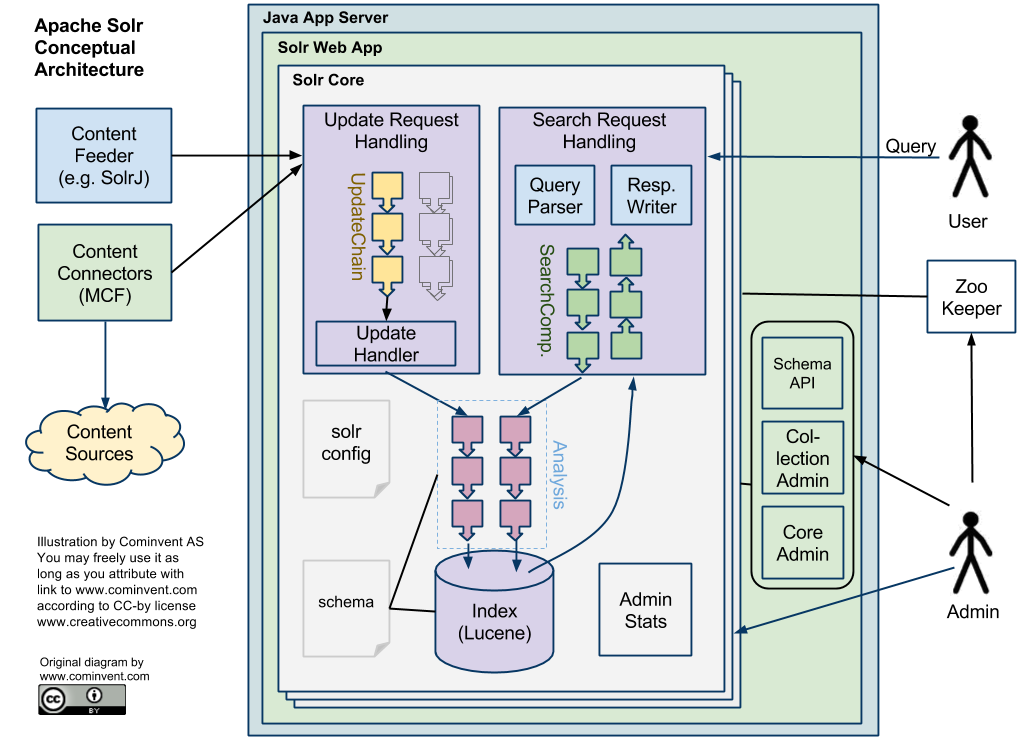 Apache Solr
Conceptual
Architecture
Java App Server
Solr Web App
Solr Core
Content
Feeder
(e.g. SolrJ)
Content
Connectors
(MCF)
Content
Sources
Update Request
Handling
UpdateChain
Update
Handler
Search Request
Handling
Query
Parser
Resp.
Writer
SearchComp.
Query
User
Zoo
Keeper
Schema
API
Col-
lection
Admin
Core
Admin
Admin
solr
config
Analysis
schema
Index
(Lucene)
Admin
Stats
Illustration by Cominvent AS
You may freely use it as
long as you attribute with
link to www.cominvent.com
according to CC-by license
www.creativecommons.org
Original diagram by
www.cominvent.com
cc
BY